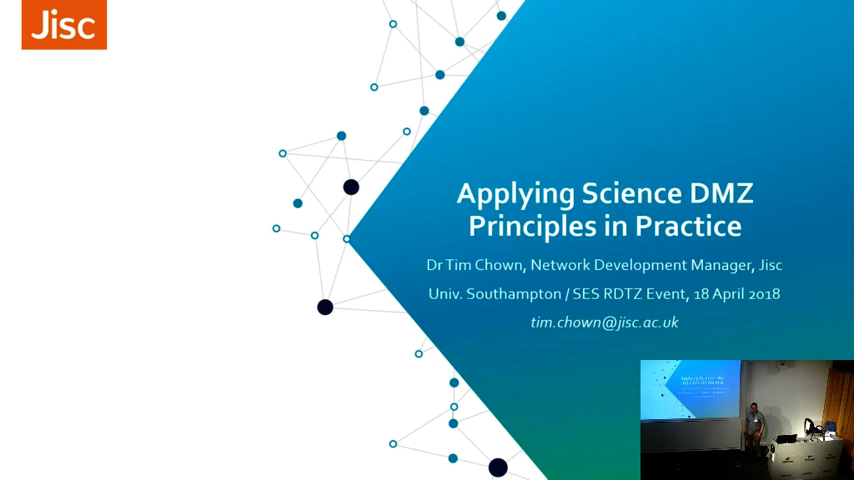 Jisc
Applying Science DMZ
Principles in Practice
Dr Tim Chown, Network Development Manager, Jisc
Univ. Southampton / SES RDTZ Event, 18 April 2018
tim.chown@jisc.ac.uk